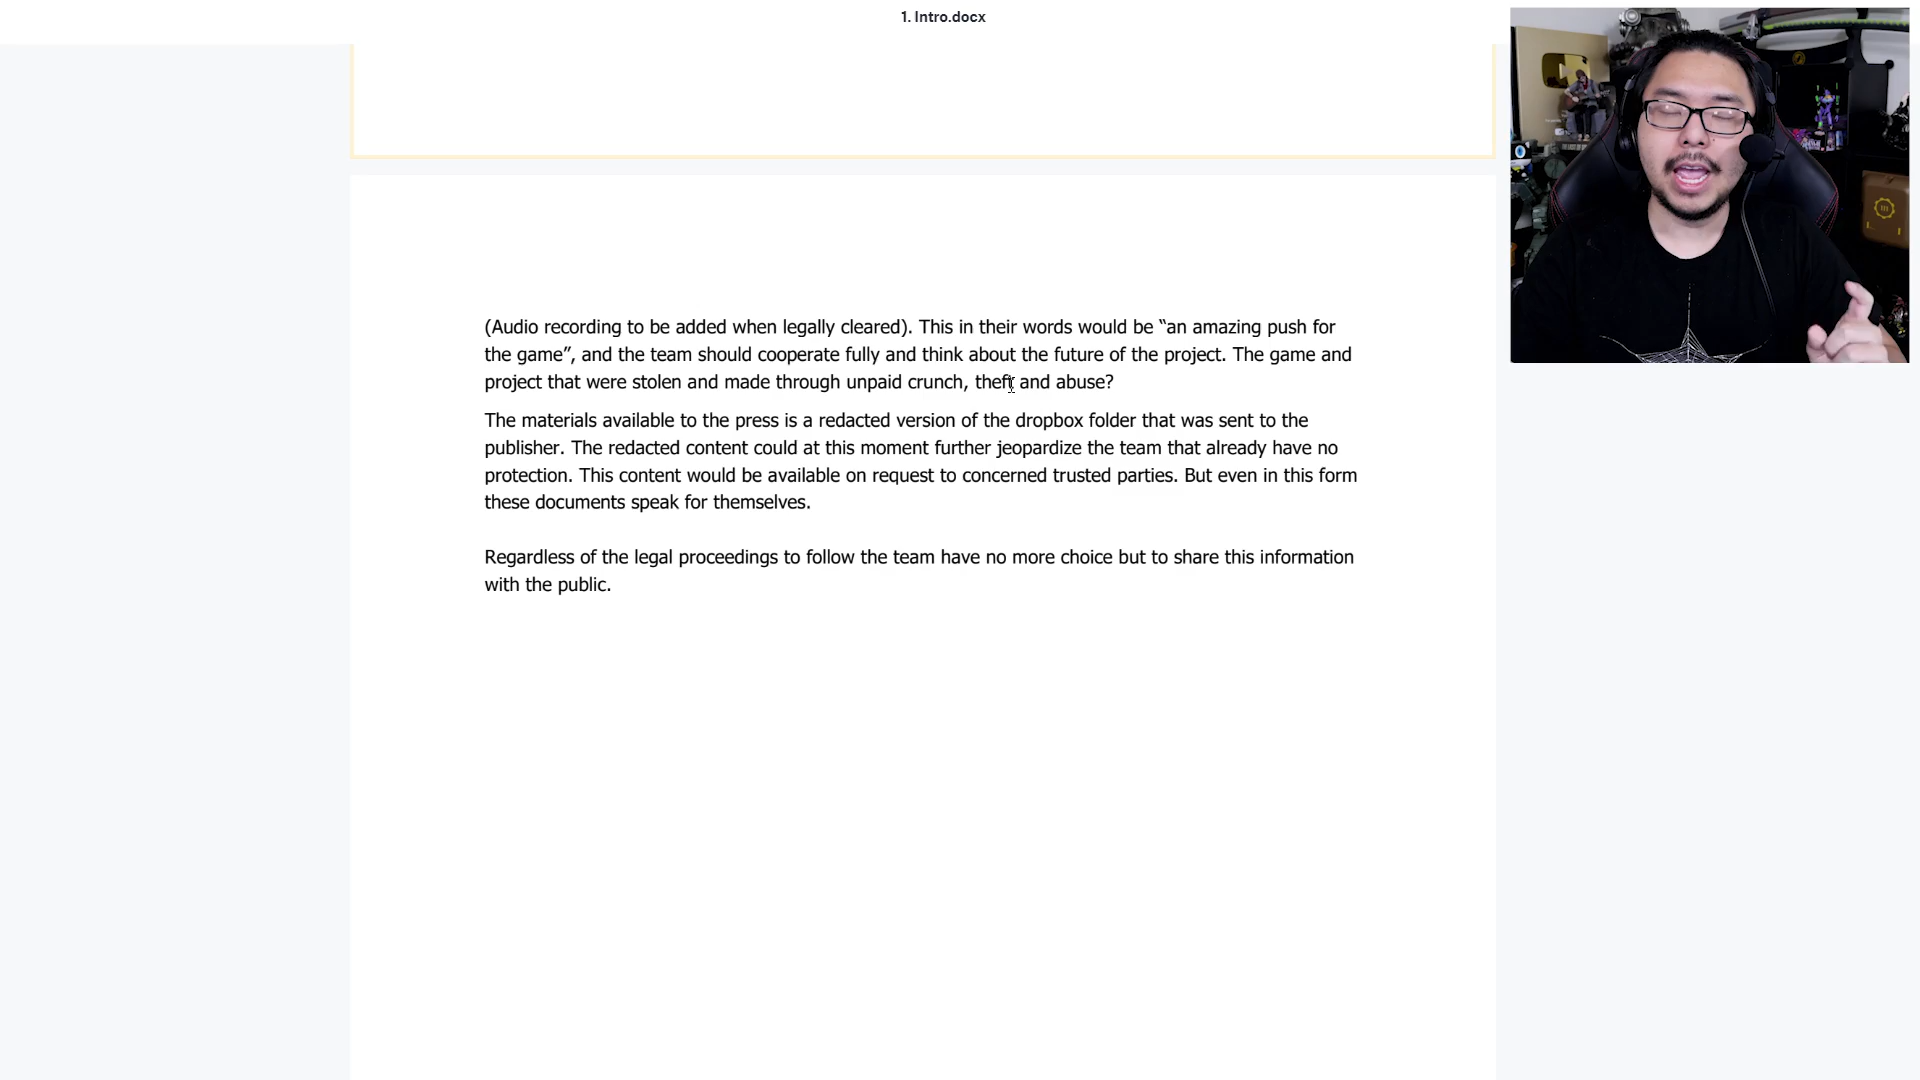 1. Intro.docx
(Audio recording to be added when legally cleared). This in their words would be “an amazing push for
the game”, and the team should cooperate fully and think about the future of the project. The game and
project that were stolen and made through unpaid crunch, theft and abuse?
The materials available to the press is a redacted version of the dropbox folder that was sent to the
publisher. The redacted content could at this moment further jeopardize the team that already have no
protection. This content would be available on request to concerned trusted parties. But even in this form
these documents speak for themselves.
Regardless of the legal proceedings to follow the team have no more choice but to share this information
with the public.